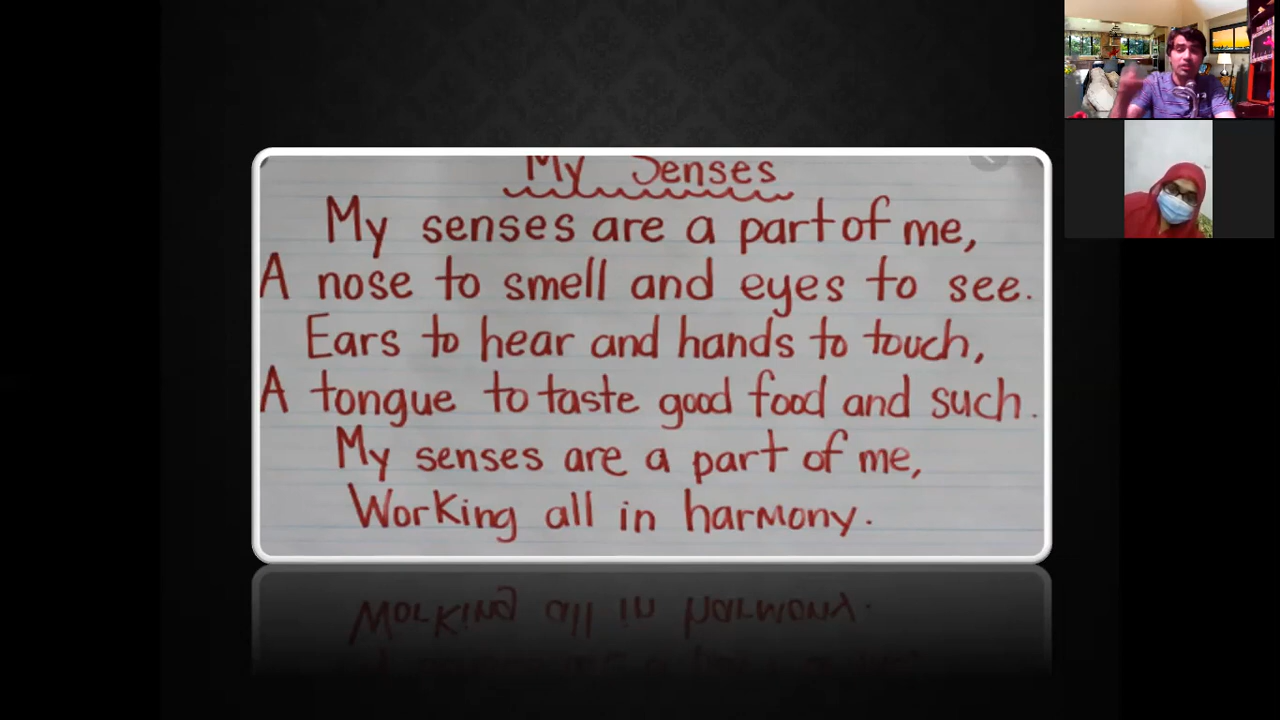 My Senses
My senses are a part of me,
A nose to smell and eyes to see.
Ears to hear and hands to touch,
A tongue to taste good food and such.
My senses are a part of me,
Working all in harmony.